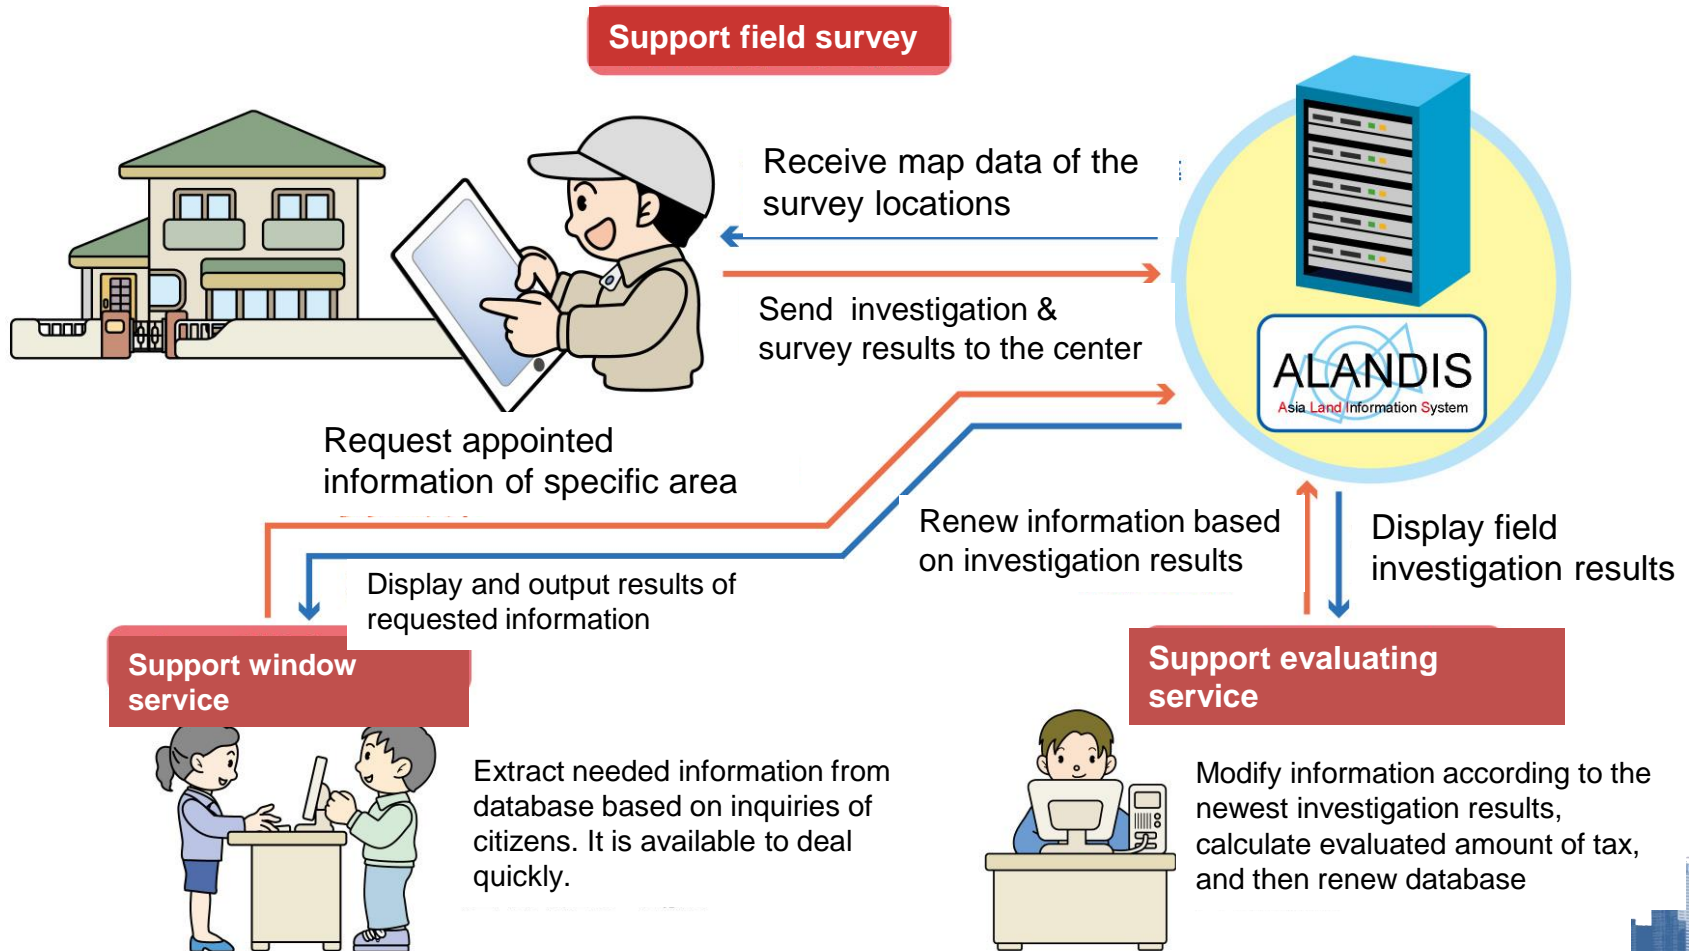 Support field survey
Receive map data of the
survey locations
Send investigation &
survey results to the center
ALANDIS
Asia Land Information System
Request appointed
information of specific area
Renew information based
on investigation results
Display field
investigation results
Display and output results of
requested information
Support window
service
Support evaluating
service
Extract needed information from
database based on inquiries of
citizens. It is available to deal
quickly.
Modify information according to the
newest investigation results,
calculate evaluated amount of tax,
and then renew database